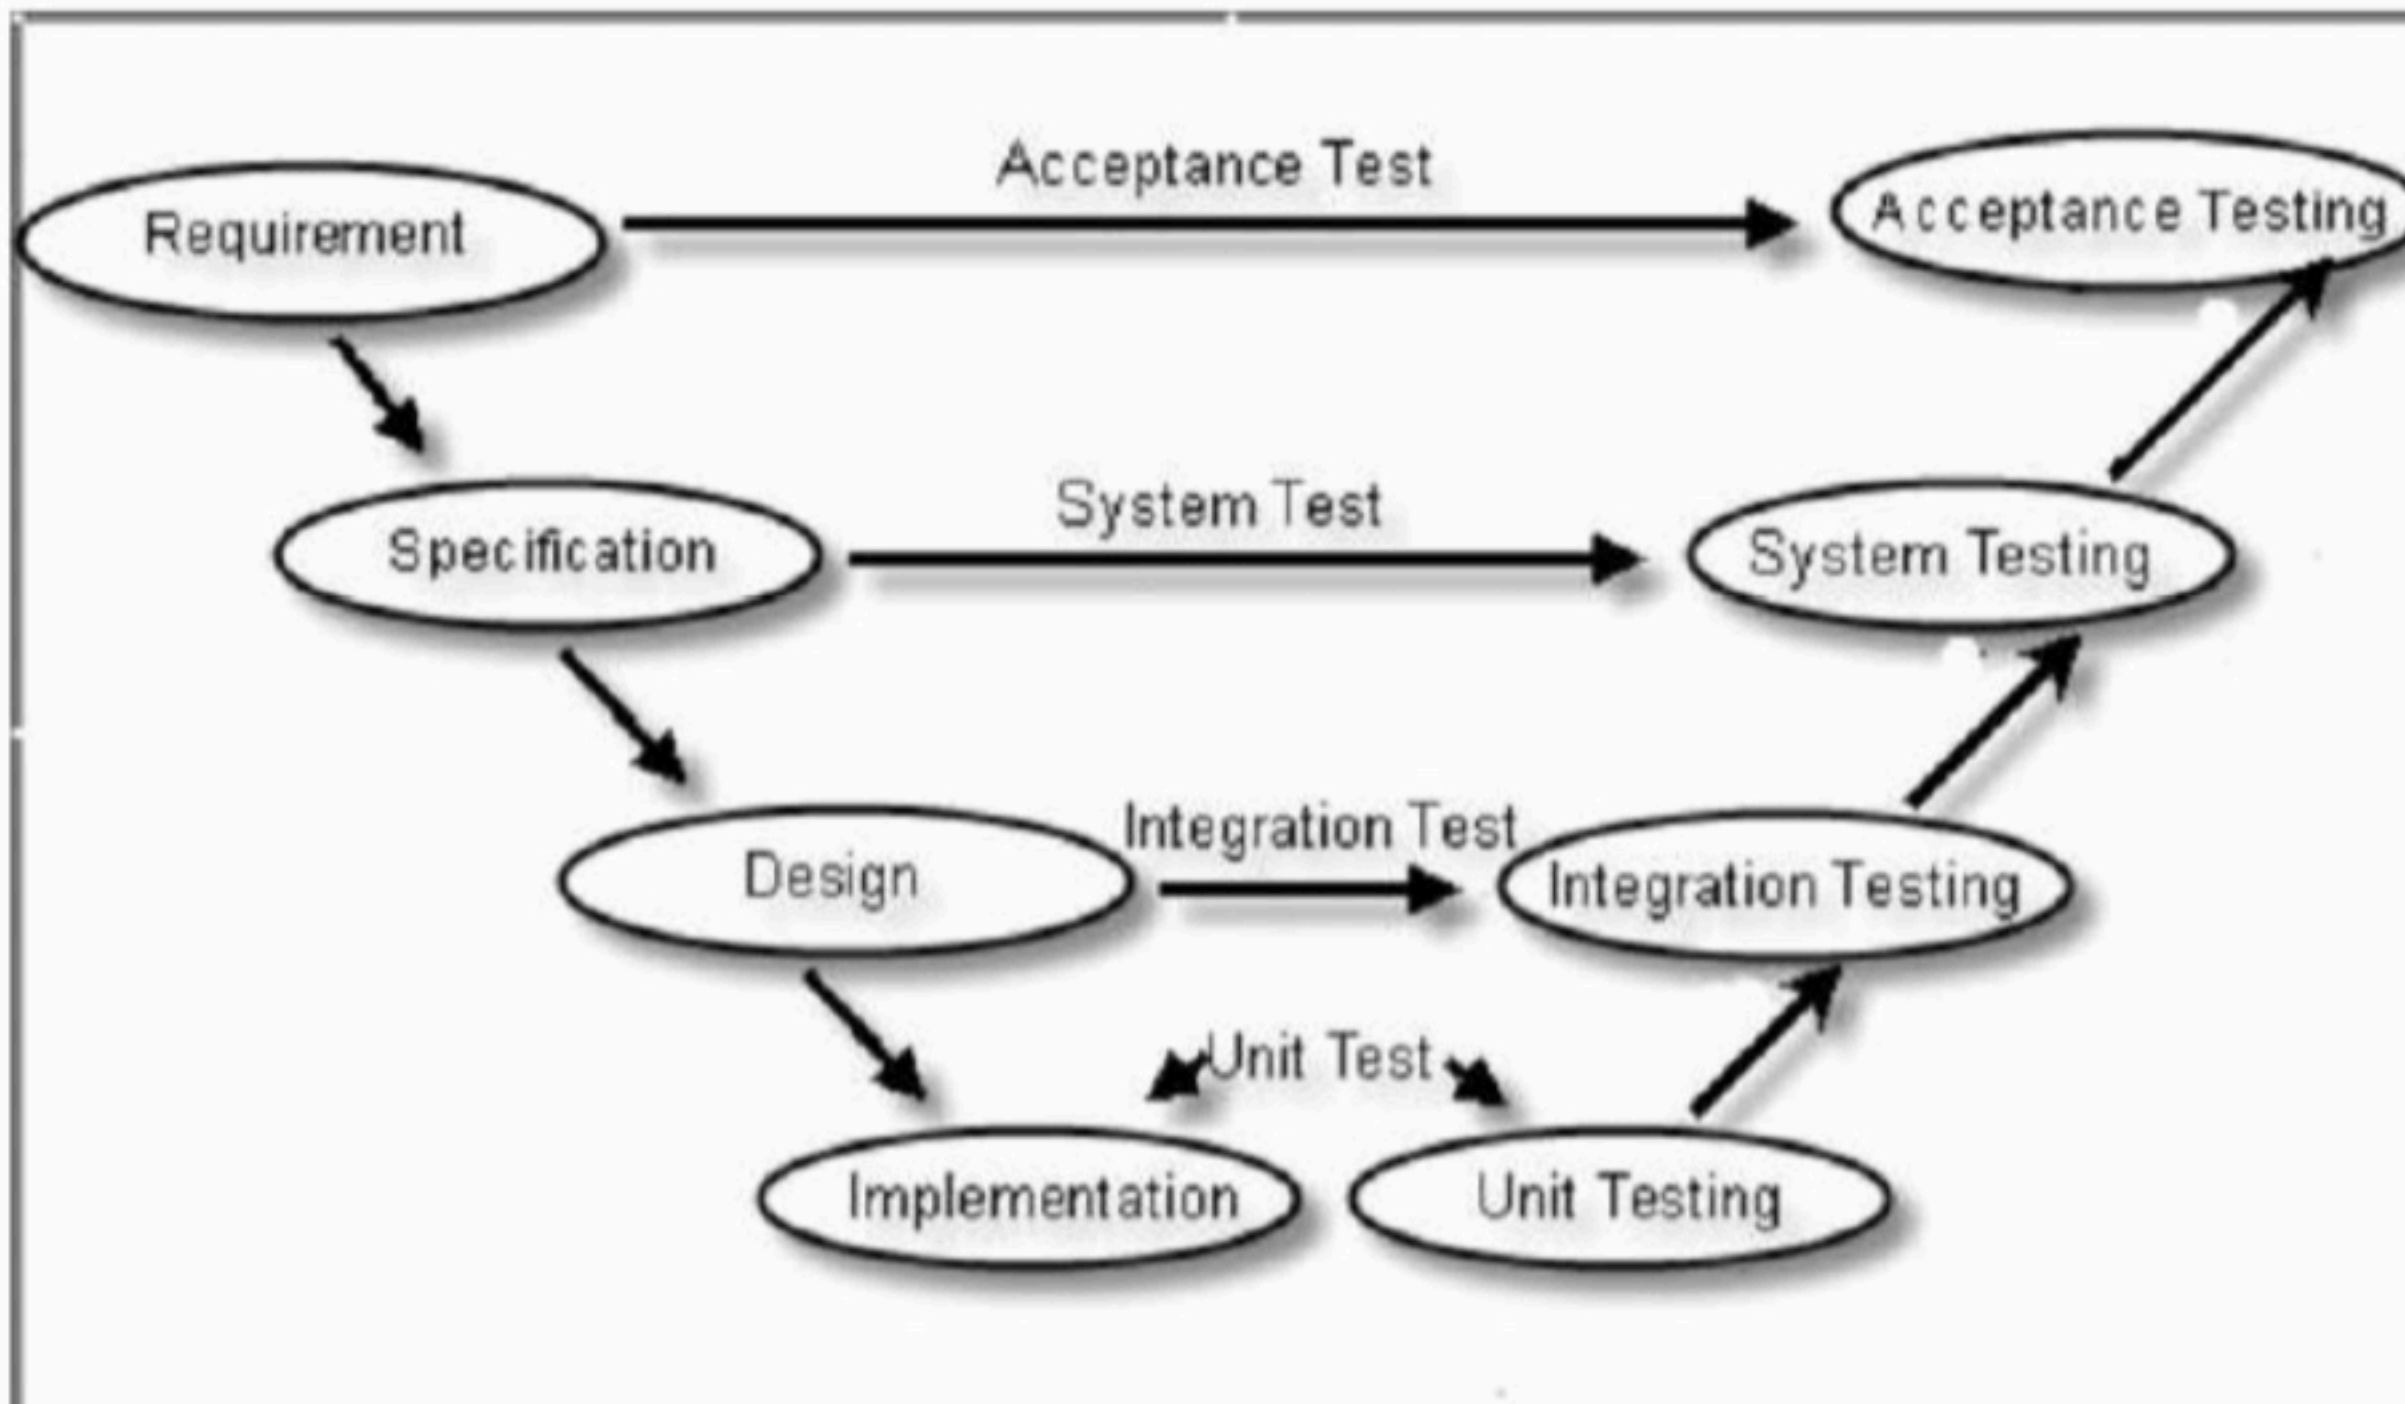 Acceptance Test
Requirement
Acceptance Testing
System Test
Specification
System Testing
Integration Test
Design
Integration Testing
Unit Test
Implementation
Unit Testing